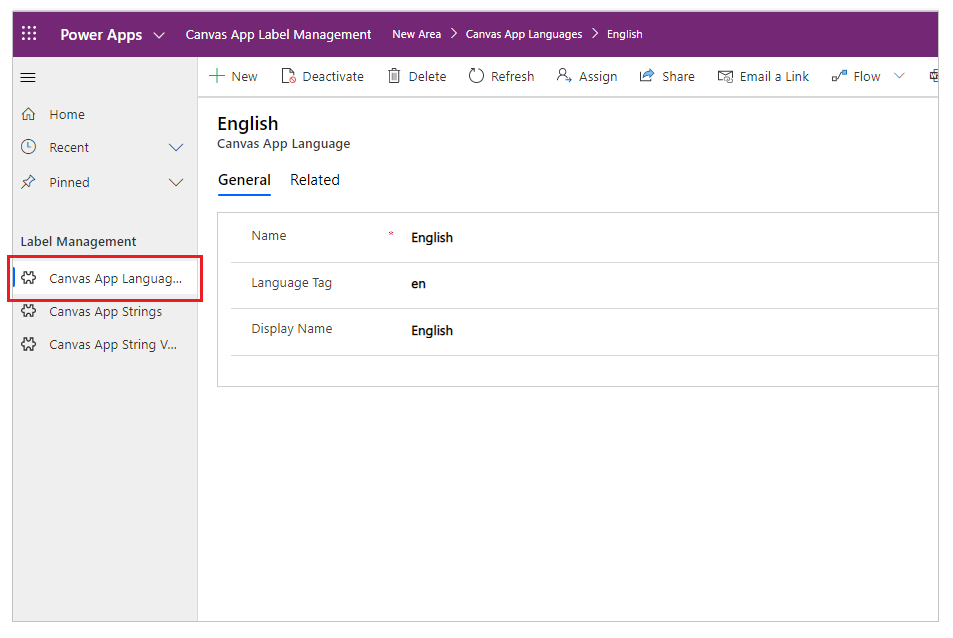 Power Apps Canvas App Label Management New Area Canvas App Languages English
New Deactivate Delete Refresh Assign Share Email a Link Flow
Home
Recent
Pinned
Label Management
Canvas App Languag...
Canvas App Strings
Canvas App String V...
English
Canvas App Language
General Related
Name * English
Language Tag en
Display Name English